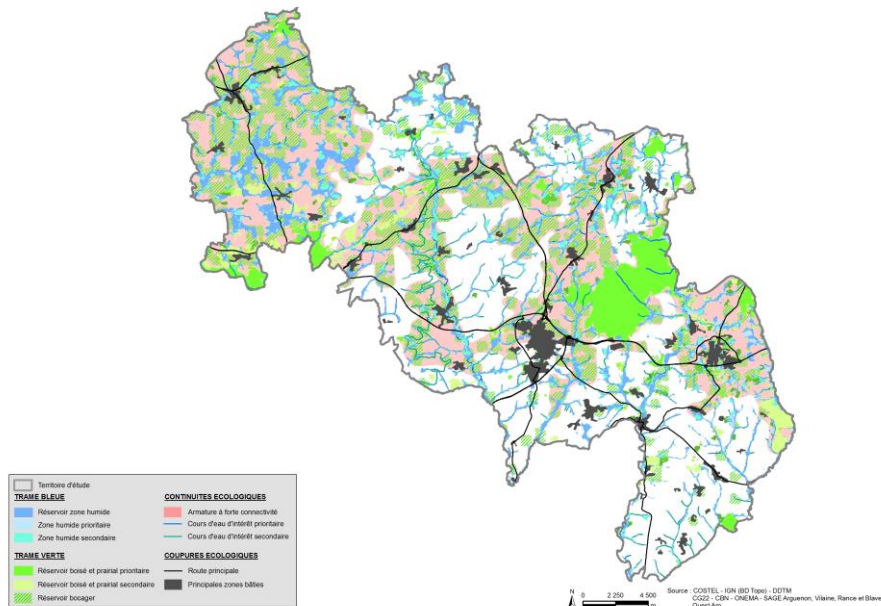 Territoire d'étude
TRAME BLEUE
Réservoir zone humide
Zone humide prioritaire
Zone humide secondaire
TRAME VERTE
Réservoir boisé et prairial prioritaire
Réservoir boisé et prairial secondaire
Réservoir bocager
CONTINUITES ECOLOGIQUES
Armature à forte connectivité
Cours d'eau d'intérêt prioritaire
Cours d'eau d'intérêt secondaire
COUPURES ECOLOGIQUES
Route principale
Principales zones bâties
N
0 2 250 4 500
m
Source : COSTEL - IGN (BD Topo) - DDTM
CG22 - CBN - ONEMA - SAGE Arguenon, Vilaine, Rance et Blavet